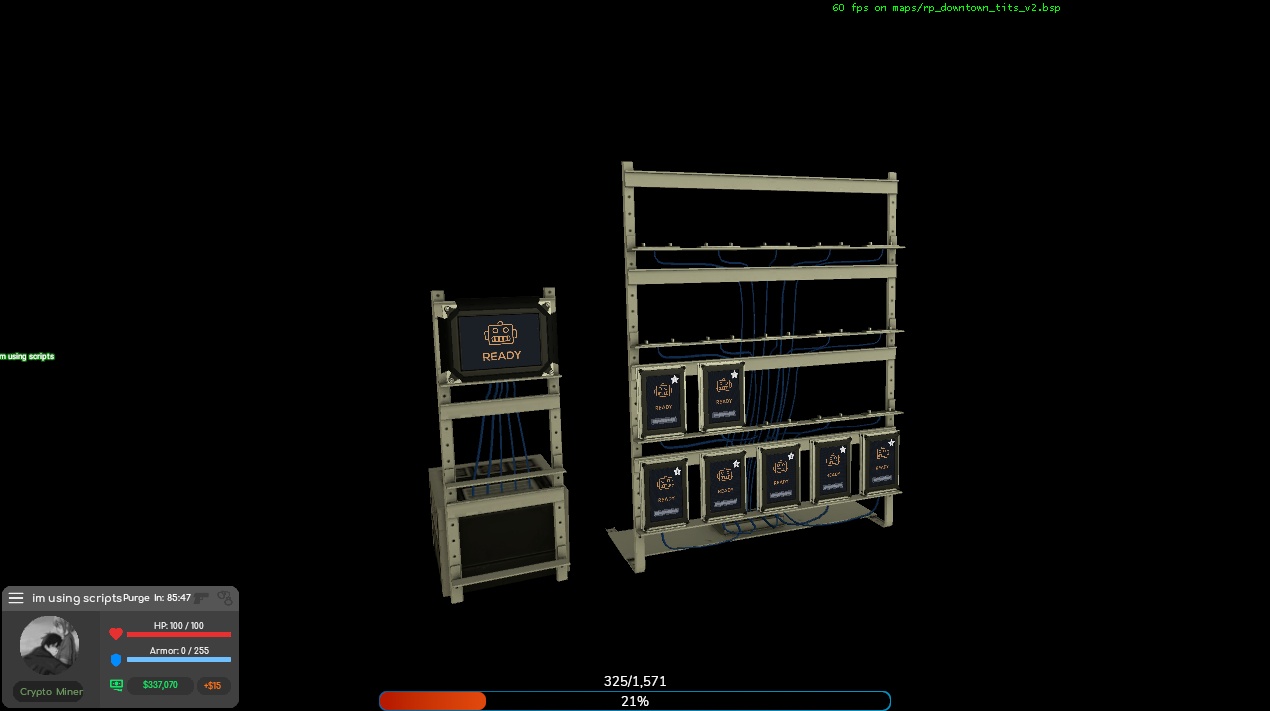 60 fps on maps/rp_downtown_tits_v2.bsp
READY
READY
READY
READY
READY
READY
READY
READY
m using scripts
im using scripts Purge In: 85:47
HP: 100 / 100
Armor: 0 / 255
Crypto Miner
$337,070
+$15
325/1,571
21%